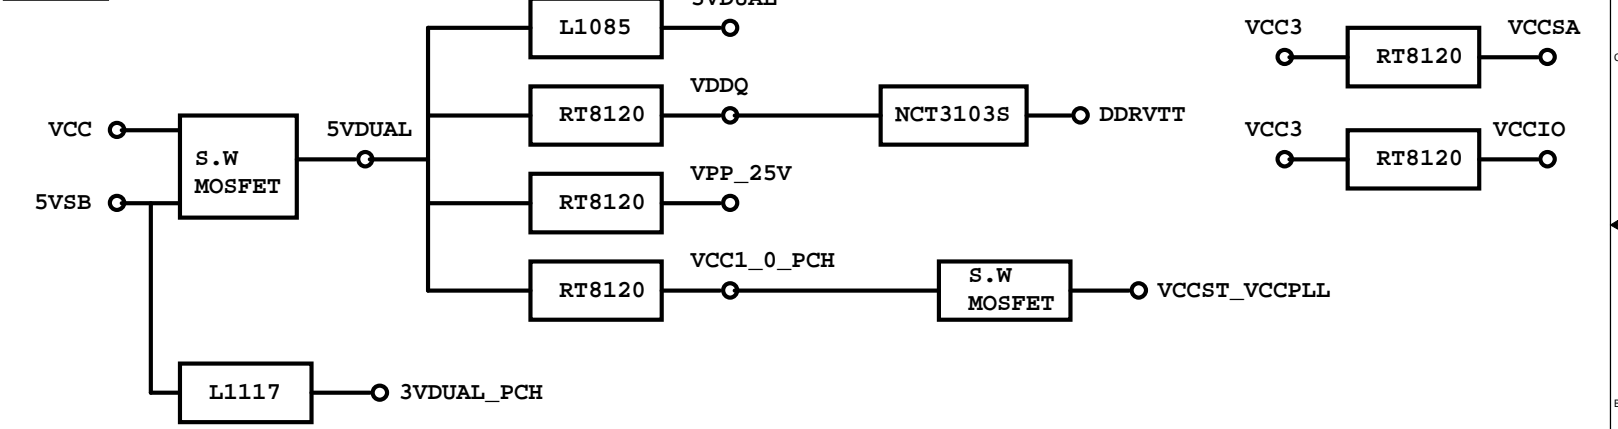 L1085
VCC3
RT8120
VCCSA
VDDQ
RT8120
NCT3103S
DDRVTT
VCC
S.W
MOSFET
5VDUAL
VCC3
RT8120
VCCIO
5VSB
VPP_25V
RT8120
VCC1_0_PCH
RT8120
S.W
MOSFET
VCCST_VCCPLL
L1117
3VDUAL_PCH